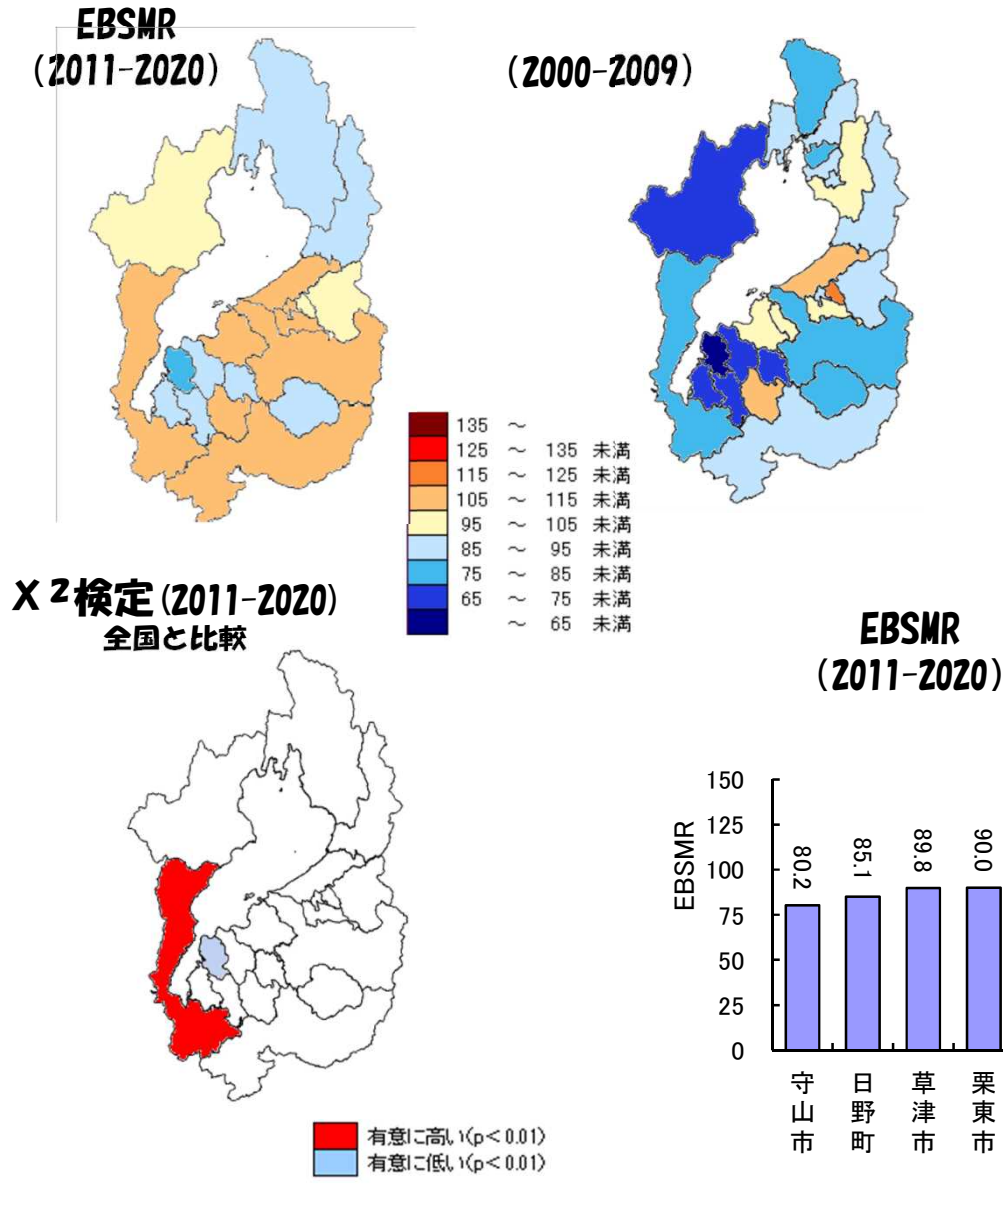 EBSMR
(2011-2020)
(2000-2009)
135 ～
125 ～ 135 未満
115 ～ 125 未満
105 ～ 115 未満
95 ～ 105 未満
85 ～ 95 未満
75 ～ 85 未満
65 ～ 75 未満
～ 65 未満
X²検定(2011-2020)
全国と比較
有意に高い(p<0.01)
有意に低い(p<0.01)
EBSMR
(2011-2020)
EBSMR
150
125
100
75
50
25
0
80.2
85.1
89.8
90.0
守山市
日野町
草津市
栗東市